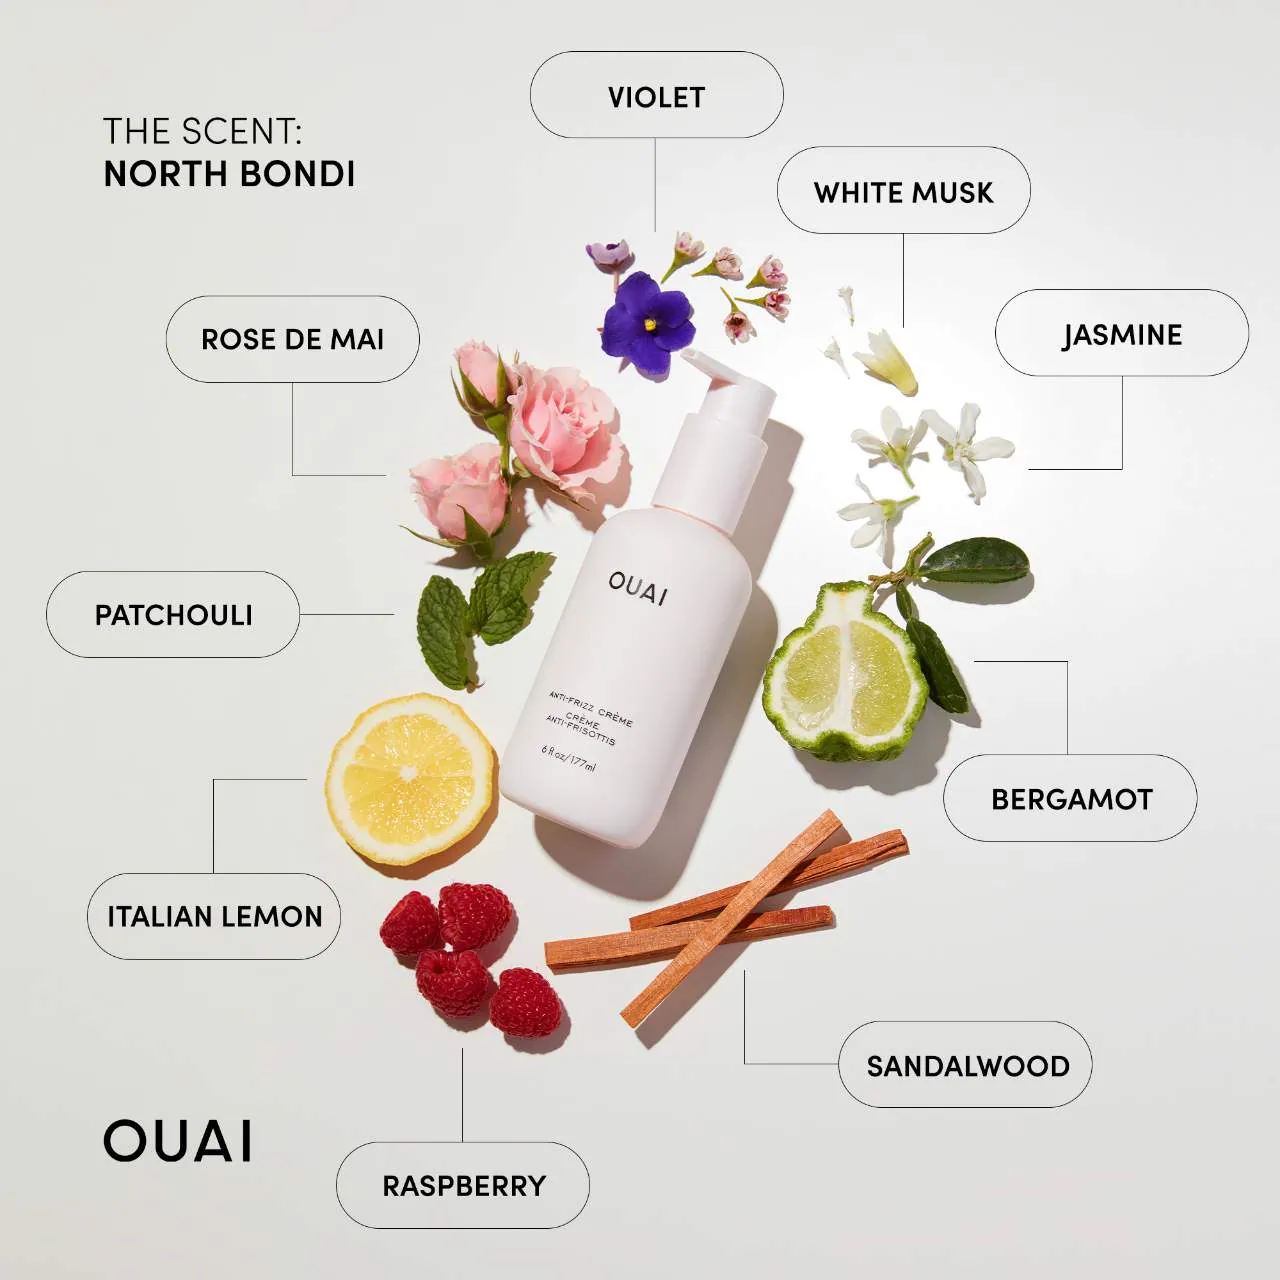 THE SCENT:
NORTH BONDI
VIOLET
WHITE MUSK
JASMINE
ROSE DE MAI
PATCHOULI
BERGAMOT
ITALIAN LEMON
SANDALWOOD
RASPBERRY
OUAI
ANTI-FRIZZ CRÈME
CRÈME
ANTI-FRISOTTIS
6 fl oz/177ml
OUAI